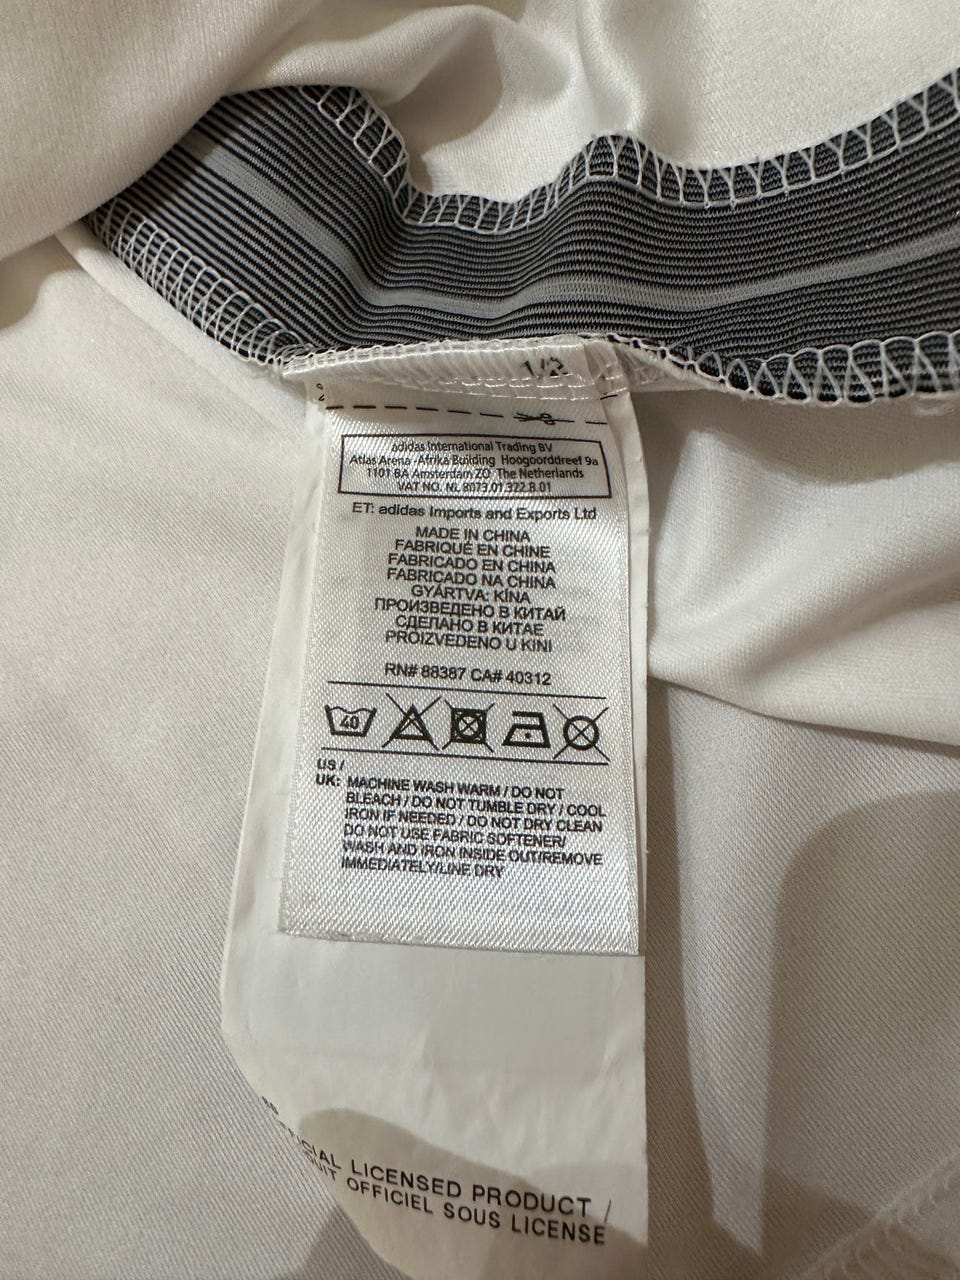 1/2
adidas International Trading BV
Atlas Arena - Afrika Building Hoogoorddreef 9a
1101 BA Amsterdam ZO The Netherlands
VAT NO. NL 8073.01.322.B.01
ET: adidas Imports and Exports Ltd
MADE IN CHINA
FABRIQUÉ EN CHINE
FABRICADO EN CHINA
FABRICADO NA CHINA
GYÁRTVA: KÍNA
ПРОИЗВЕДЕНО В КИТАЙ
СДЕЛАНО В КИТАЕ
PROIZVEDENO U KINI
RN# 88387 CA# 40312
40
US /
UK: MACHINE WASH WARM / DO NOT
BLEACH / DO NOT TUMBLE DRY / COOL
IRON IF NEEDED / DO NOT DRY CLEAN
DO NOT USE FABRIC SOFTENER/
WASH AND IRON INSIDE OUT/REMOVE
IMMEDIATELY/LINE DRY
LICENSED PRODUCT /
OFFICIEL SOUS LICENSE